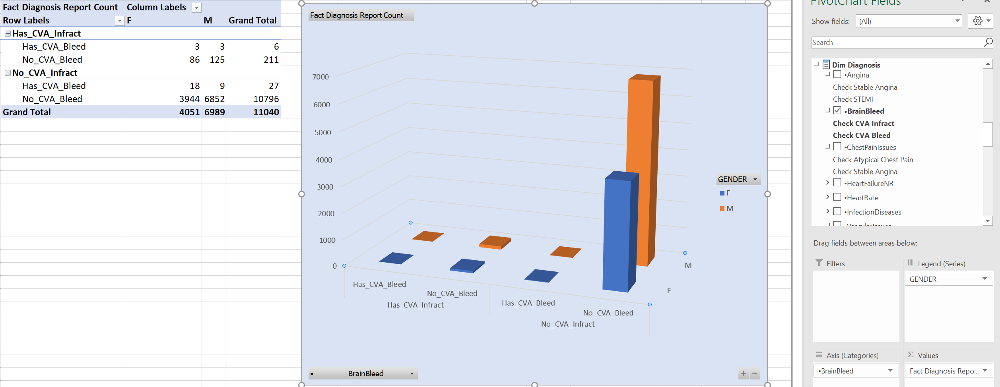 Fact Diagnosis Report Count Column Labels
Row Labels F M Grand Total
Has_CVA_Infract
Has_CVA_Bleed 3 3 6
No_CVA_Bleed 86 125 211
No_CVA_Infract
Has_CVA_Bleed 18 9 27
No_CVA_Bleed 3944 6852 10796
Grand Total 4051 6989 11040
Fact Diagnosis Report Count
7000
6000
5000
4000
3000
2000
1000
0
Has_CVA_Bleed
No_CVA_Bleed
Has_CVA_Infract
Has_CVA_Bleed
No_CVA_Bleed
No_CVA_Infract
M
F
GENDER
F
M
• BrainBleed
+ −
PivotChart Fields
Show fields: (All)
Search
Dim Diagnosis
•Angina
Check Stable Angina
Check STEMI
•BrainBleed
Check CVA Infract
Check CVA Bleed
•ChestPainIssues
Check Atypical Chest Pain
Check Stable Angina
•HeartFailureNR
•HeartRate
•InfectionDiseases
•VascularIssues
Drag fields between areas below:
Filters
Legend (Series)
GENDER
Axis (Categories)
•BrainBleed
Σ Values
Fact Diagnosis Repo...